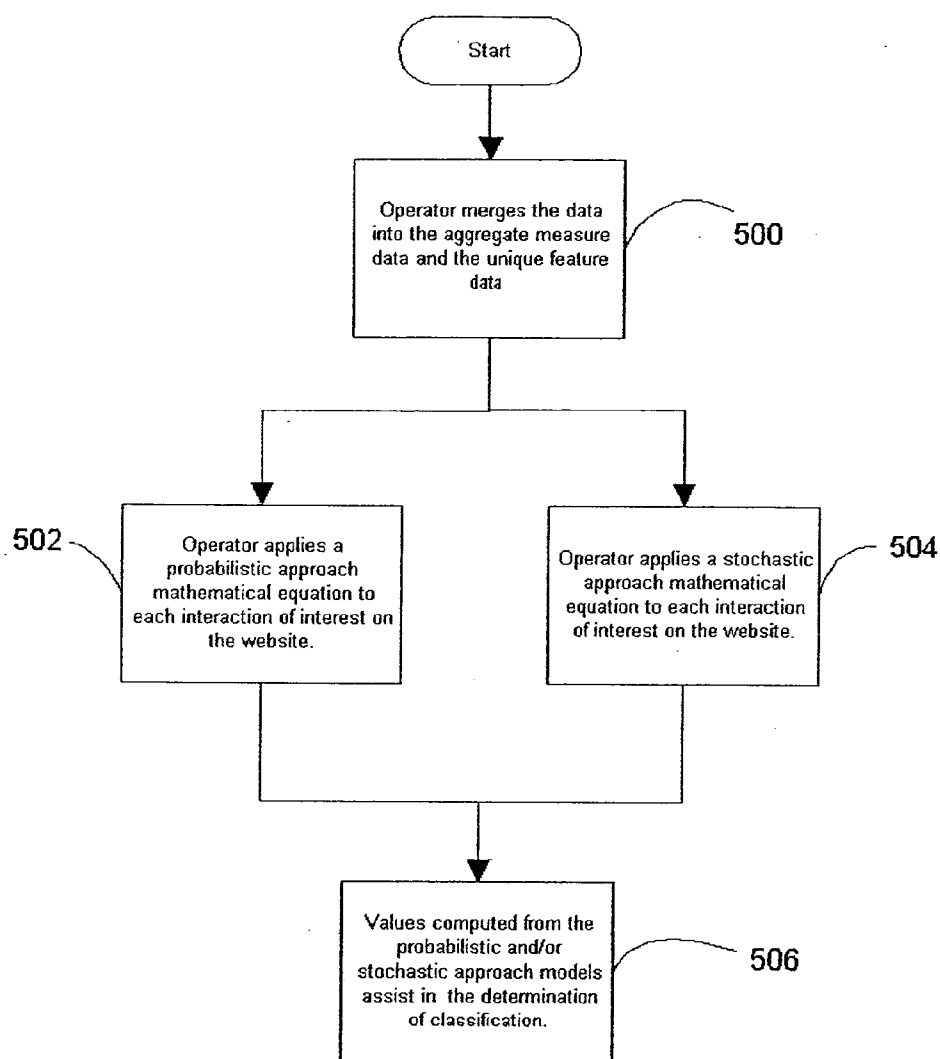 Start
Operator merges the data
into the aggregate measure
data and the unique feature
data
500
502
Operator applies a
probabilistic approach
mathematical equation to
each interaction of interest on
the website.
Operator applies a stochastic
approach mathematical
equation to each interaction
of interest on the website.
504
Values computed from the
probabilistic and/or
stochastic approach models
assist in the determination
of classification.
506